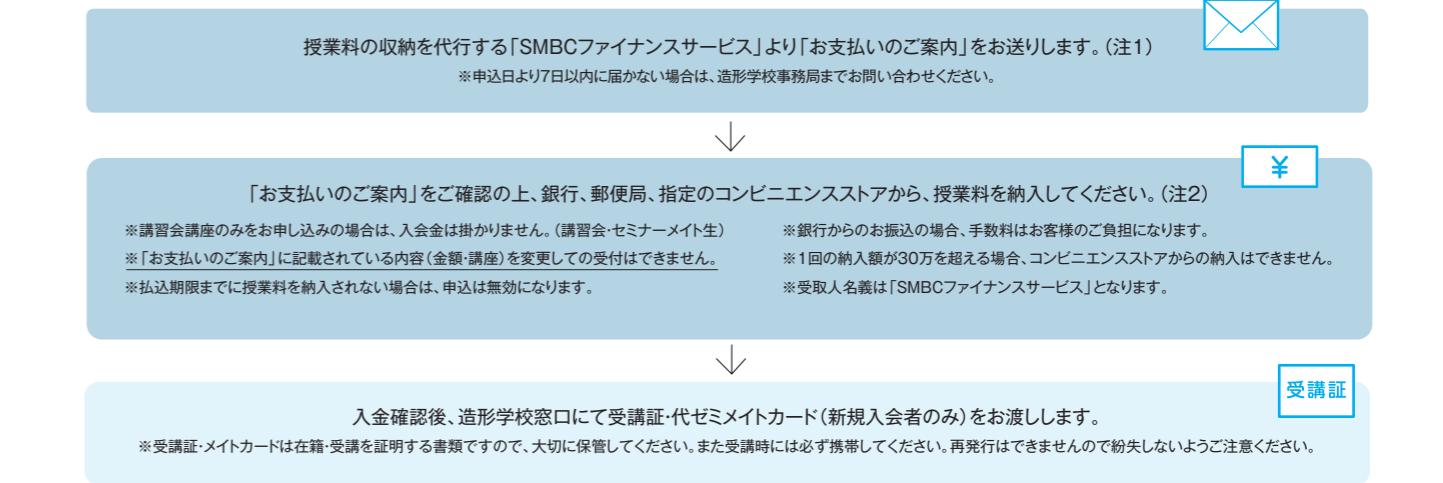 授業料の収納を代行する「SMBCファイナンスサービス」より「お支払いのご案内」をお送りします。（注1）
※申込日より7日以内に届かない場合は、造形学校事務局までお問い合わせください。
¥
「お支払いのご案内」をご確認の上、銀行、郵便局、指定のコンビニエンスストアから、授業料を納入してください。（注2）
※講習会講座のみをお申し込みの場合は、入会金は掛かりません。（講習会・セミナーメイト生）
※「お支払いのご案内」に記載されている内容（金額・講座）を変更しての受付はできません。
※払込期限までに授業料を納入されない場合は、申込は無効になります。
※銀行からのお振込の場合、手数料はお客様のご負担になります。
※1回の納入額が30万を超える場合、コンビニエンスストアからの納入はできません。
※受取人名義は「SMBCファイナンスサービス」となります。
受講証
入金確認後、造形学校窓口にて受講証・代ゼミメイトカード（新規入会者のみ）をお渡しします。
※受講証・メイトカードは在籍・受講を証明する書類ですので、大切に保管してください。また受講時には必ず携帯してください。再発行はできませんので紛失しないようご注意ください。